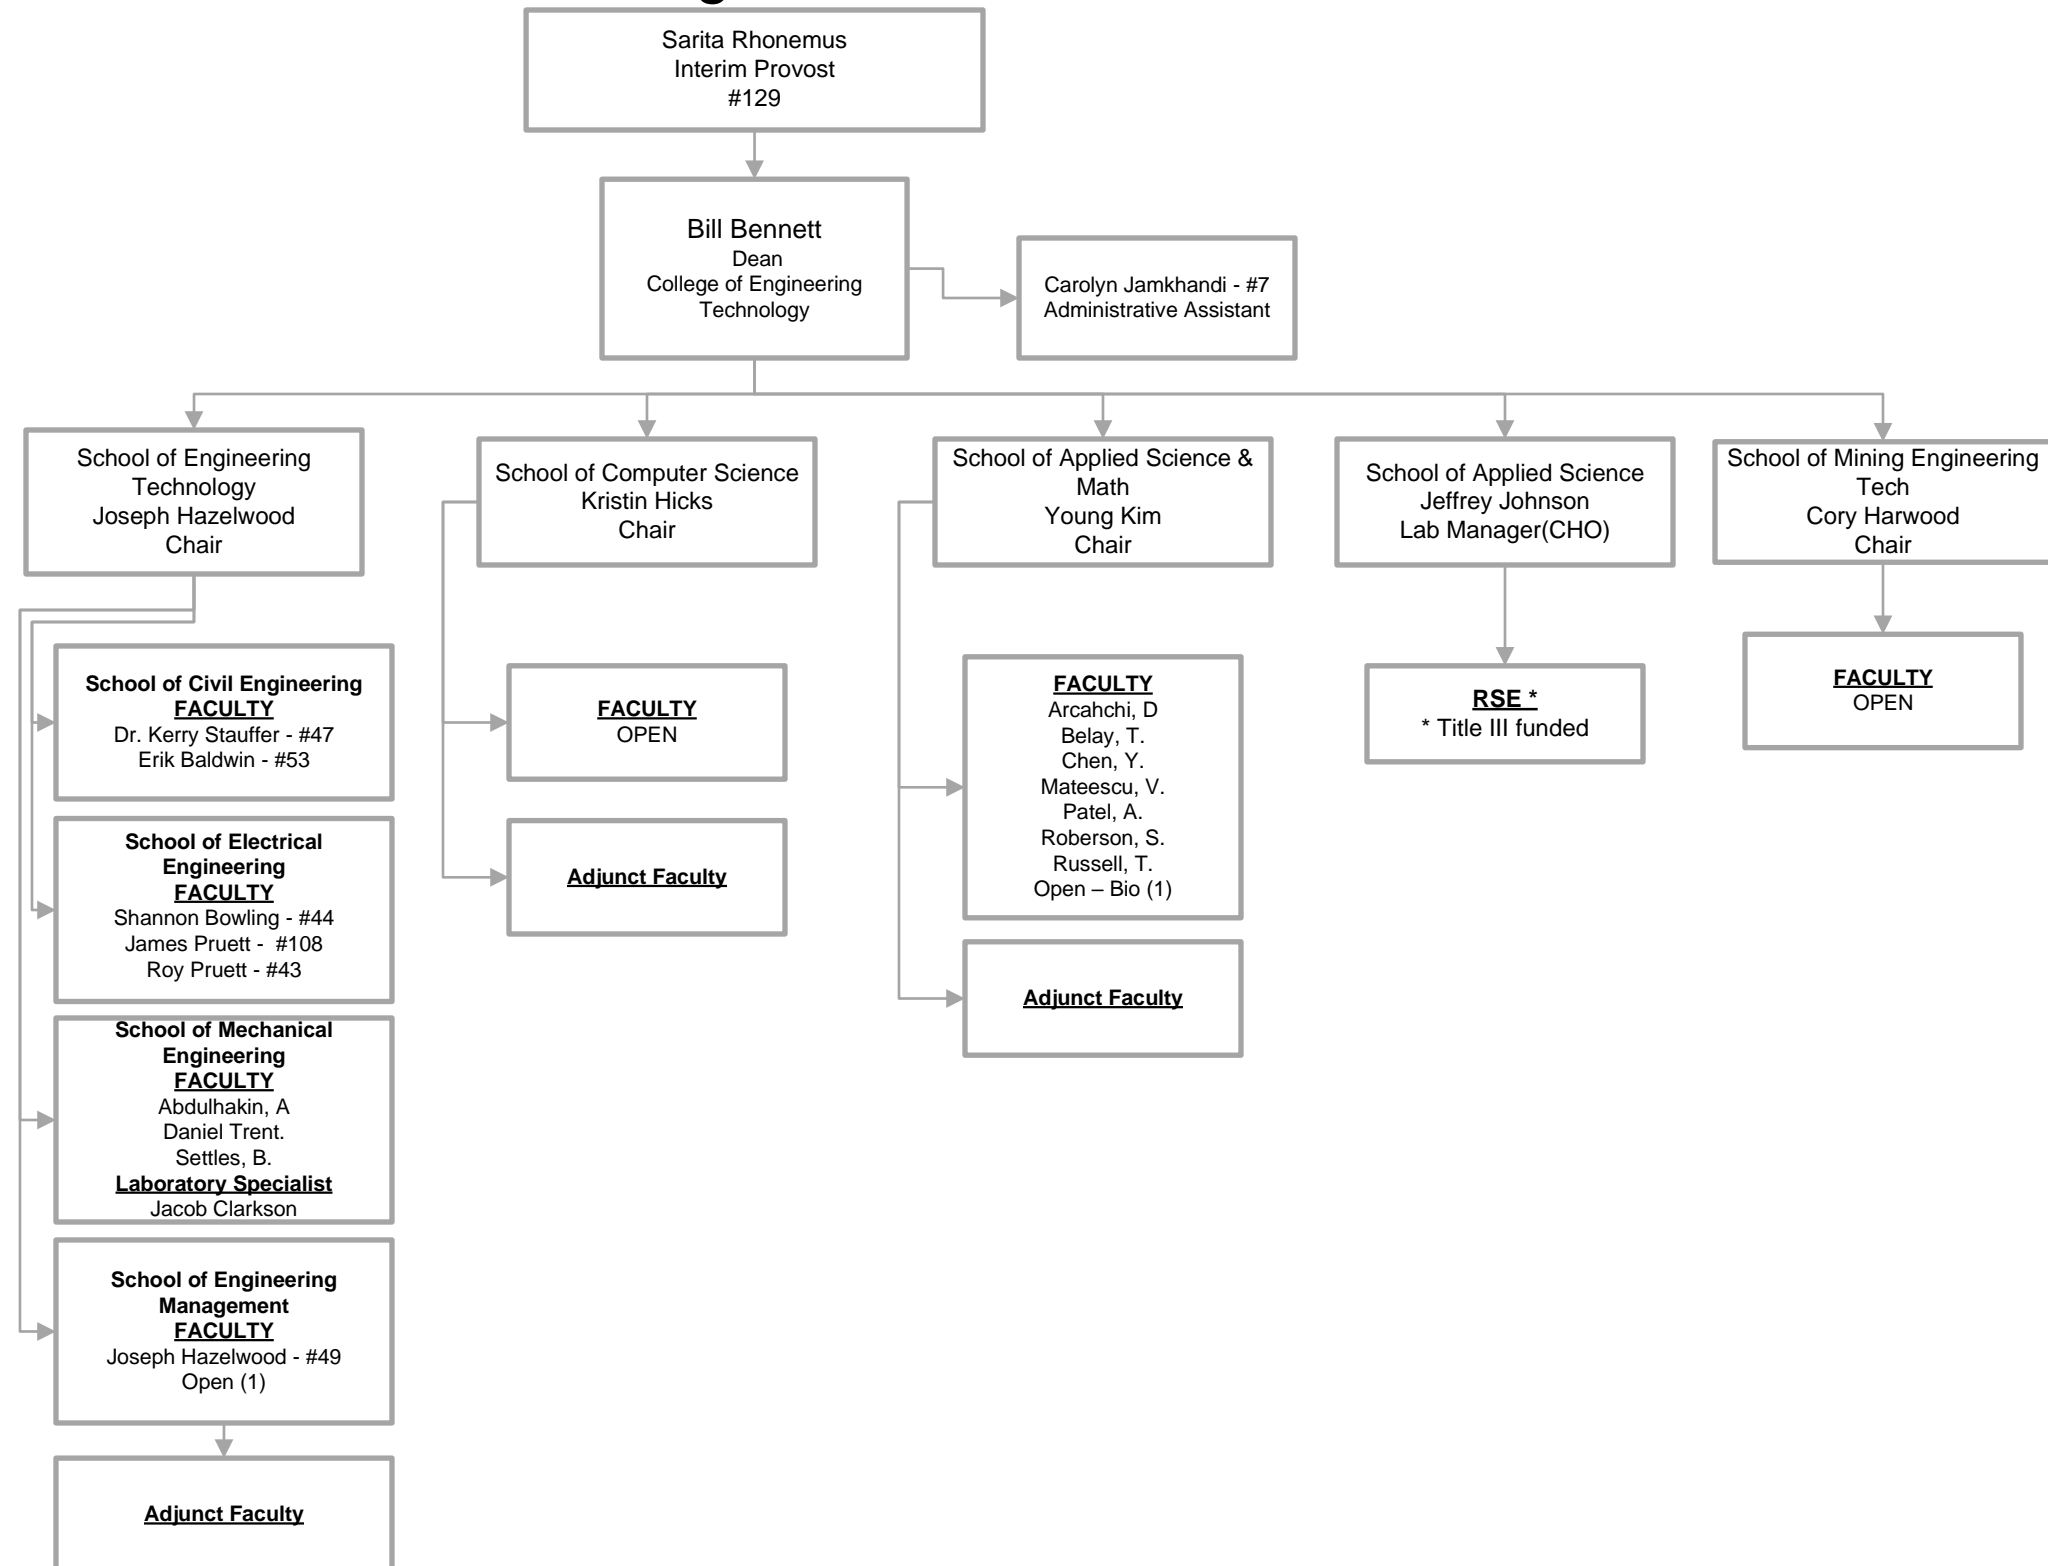 Sarita Rhonemus
Interim Provost
#129
Bill Bennett
Dean
College of Engineering
Technology
Carolyn Jamkhandi - #7
Administrative Assistant
School of Engineering
Technology
Joseph Hazelwood
Chair
School of Computer Science
Kristin Hicks
Chair
School of Applied Science &
Math
Young Kim
Chair
School of Applied Science
Jeffrey Johnson
Lab Manager(CHO)
School of Mining Engineering
Tech
Cory Harwood
Chair
School of Civil Engineering
FACULTY
Dr. Kerry Stauffer - #47
Erik Baldwin - #53
School of Electrical
Engineering
FACULTY
Shannon Bowling - #44
James Pruett -  #108
Roy Pruett - #43
School of Mechanical
Engineering
FACULTY
Abdulhakin, A
Daniel Trent.
Settles, B.
Laboratory Specialist
Jacob Clarkson
School of Engineering
Management
FACULTY
Joseph Hazelwood - #49
Open (1)
Adjunct Faculty
FACULTY
OPEN
Adjunct Faculty
FACULTY
Arcahchi, D
Belay, T.
Chen, Y.
Mateescu, V.
Patel, A.
Roberson, S.
Russell, T.
Open – Bio (1)
Adjunct Faculty
RSE *
* Title III funded
FACULTY
OPEN